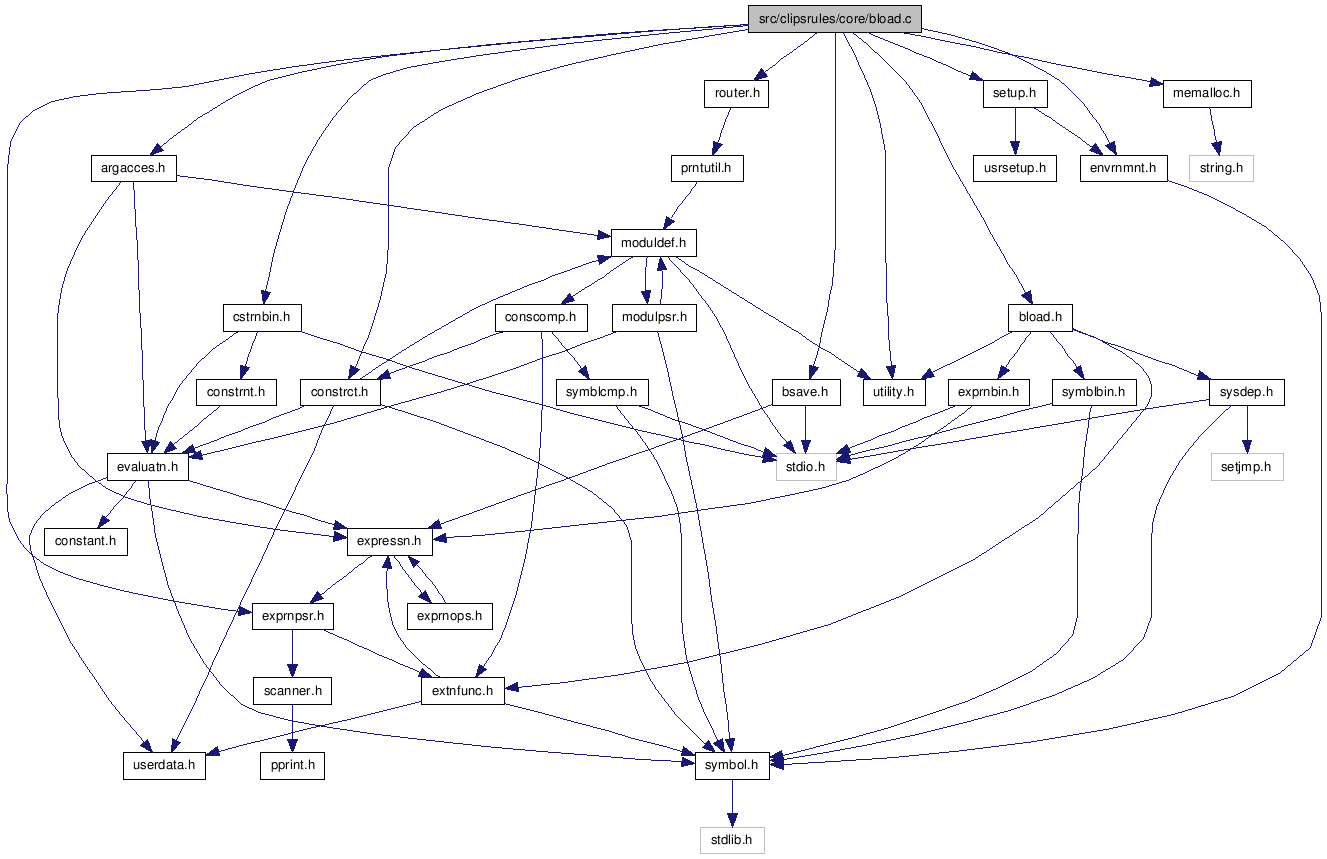 src/clipsrules/core/bload.c
router.h
setup.h
memalloc.h
argacces.h
prntutil.h
usrsetup.h
envrnmnt.h
string.h
moduldef.h
cstrnbin.h
conscomp.h
modulpsr.h
bload.h
constrnt.h
constrct.h
symblcmp.h
bsave.h
utility.h
exprnbin.h
symblbin.h
sysdep.h
evaluatn.h
stdio.h
setjmp.h
constant.h
expressn.h
exprnpsr.h
exprnops.h
scanner.h
extnfunc.h
userdata.h
pprint.h
symbol.h
stdlib.h